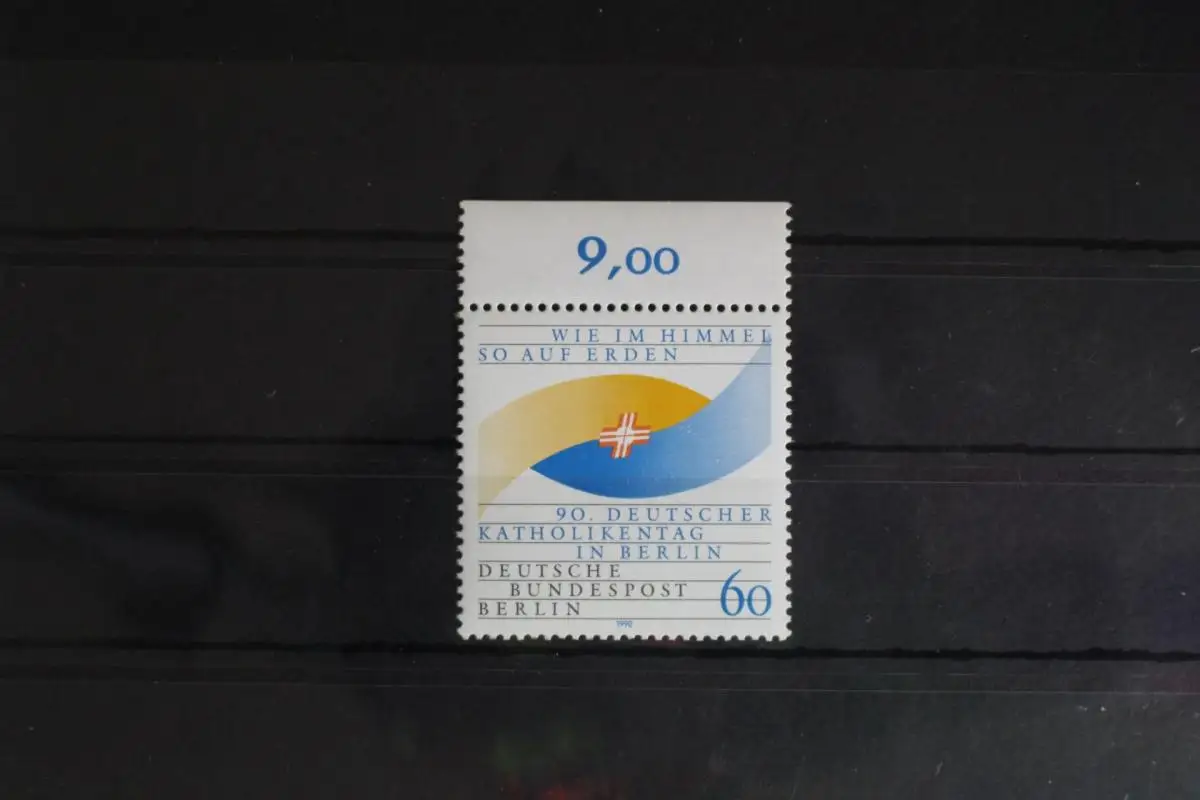 9,00
WIE IM HIMMEL
SO AUF ERDEN
90. DEUTSCHER
KATHOLIKENTAG
IN BERLIN
DEUTSCHE
BUNDESPOST
BERLIN
60
1990